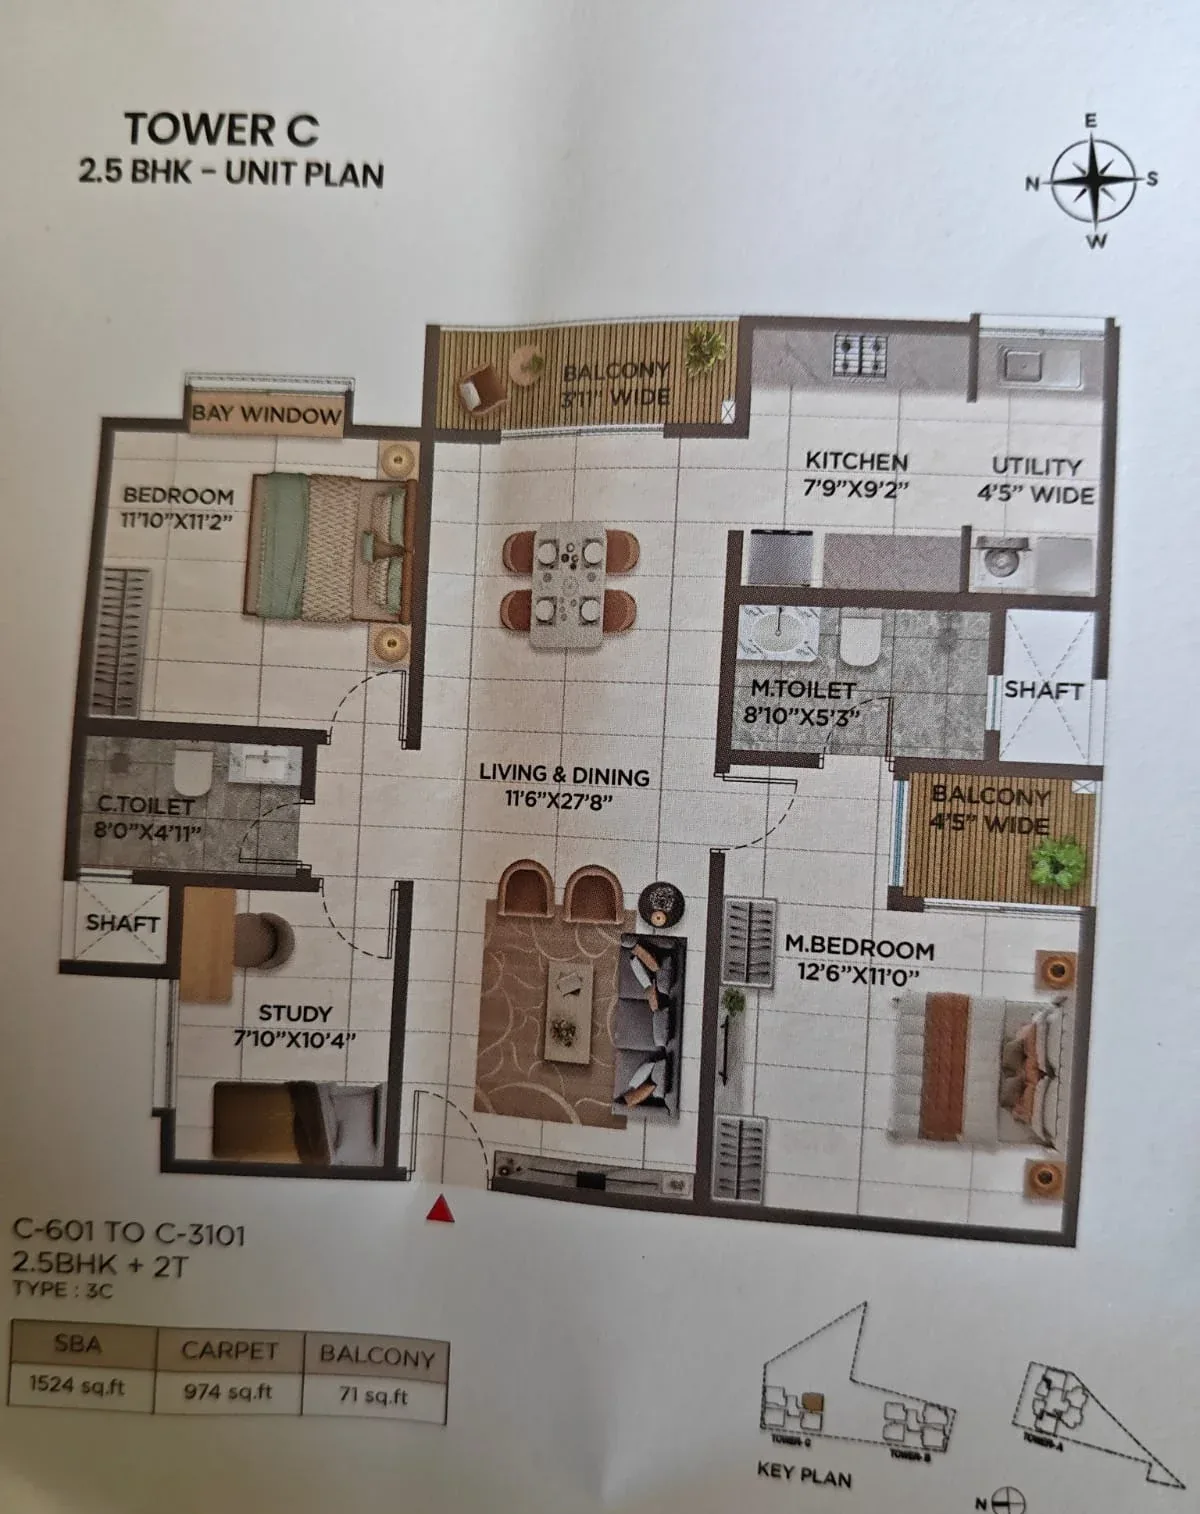 TOWER C
2.5 BHK - UNIT PLAN
E
N
S
W
BALCONY
3'11" WIDE
BAY WINDOW
KITCHEN
7'9"X9'2"
UTILITY
4'5" WIDE
BEDROOM
11'10"X11'2"
M.TOILET
8'10"X5'3"
SHAFT
LIVING & DINING
11'6"X27'8"
C.TOILET
8'0"X4'11"
BALCONY
4'5" WIDE
SHAFT
M.BEDROOM
12'6"X11'0"
STUDY
7'10"X10'4"
C-601 TO C-3101
2.5BHK + 2T
TYPE : 3C
SBA CARPET BALCONY
1524 sq.ft 974 sq.ft 71 sq.ft
TOWER-C
TOWER-B
TOWER-A
KEY PLAN
N